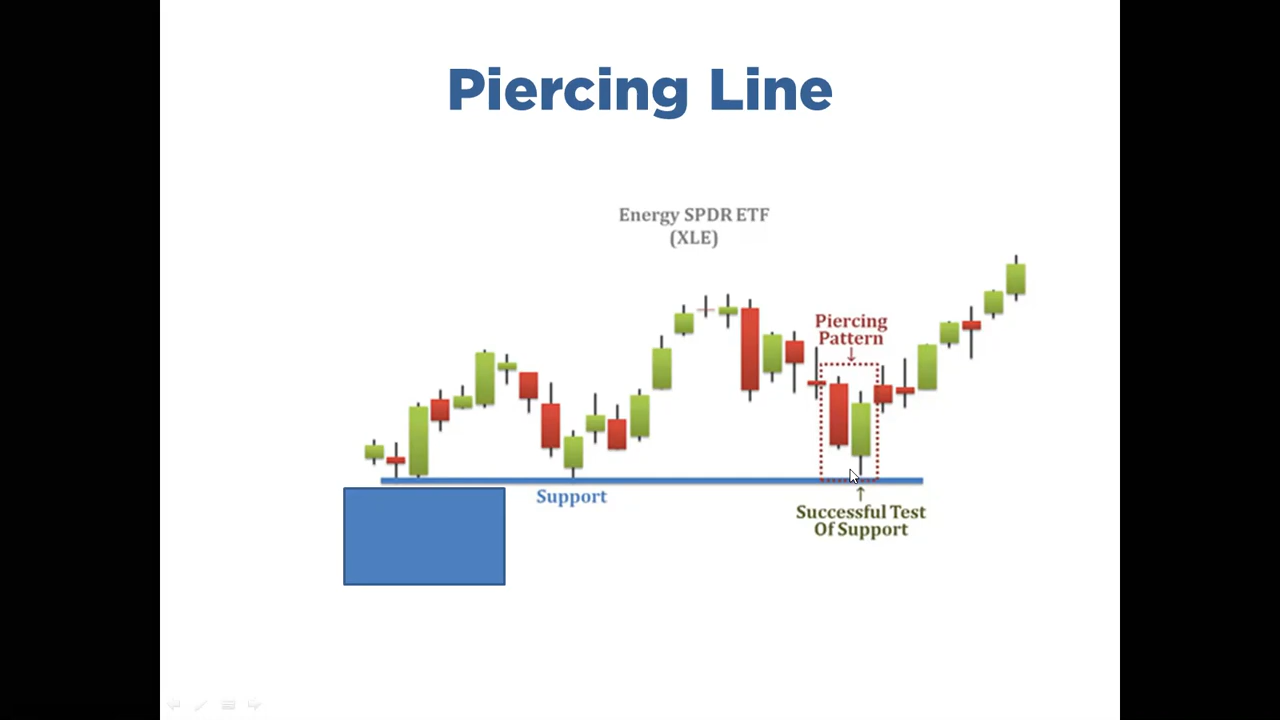 Piercing Line
Energy SPDR ETF
(XLE)
Piercing
Pattern
Support
Successful Test
Of Support